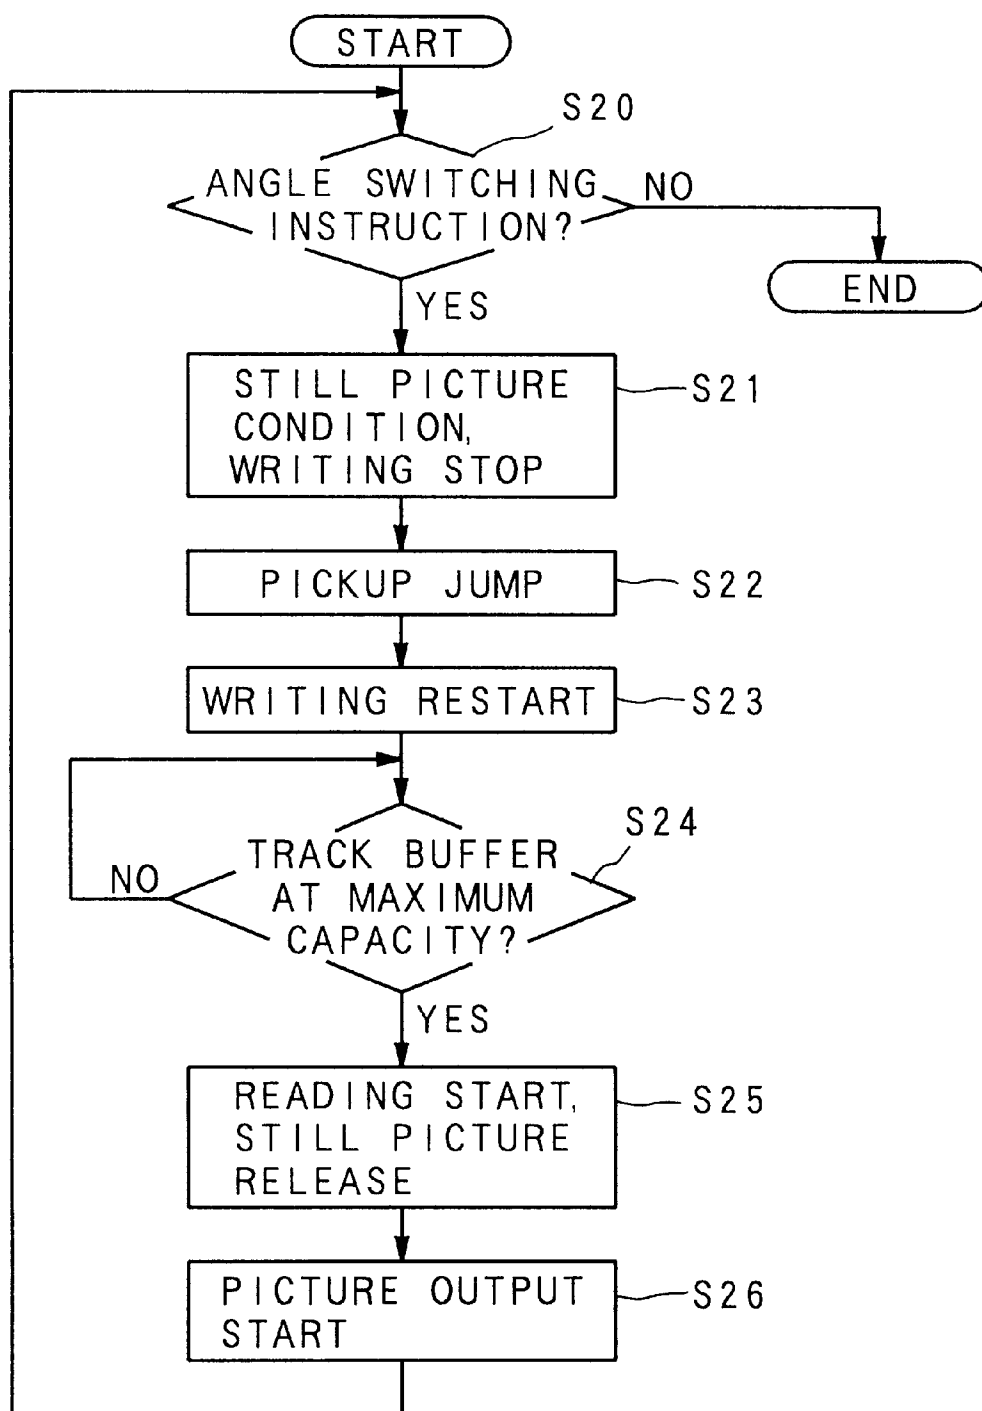 START
S20
ANGLE SWITCHING
INSTRUCTION?
NO
END
YES
STILL PICTURE
CONDITION,
WRITING STOP
S21
PICKUP JUMP
S22
WRITING RESTART
S23
S24
TRACK BUFFER
AT MAXIMUM
CAPACITY?
NO
YES
READING START,
STILL PICTURE
RELEASE
S25
PICTURE OUTPUT
START
S26